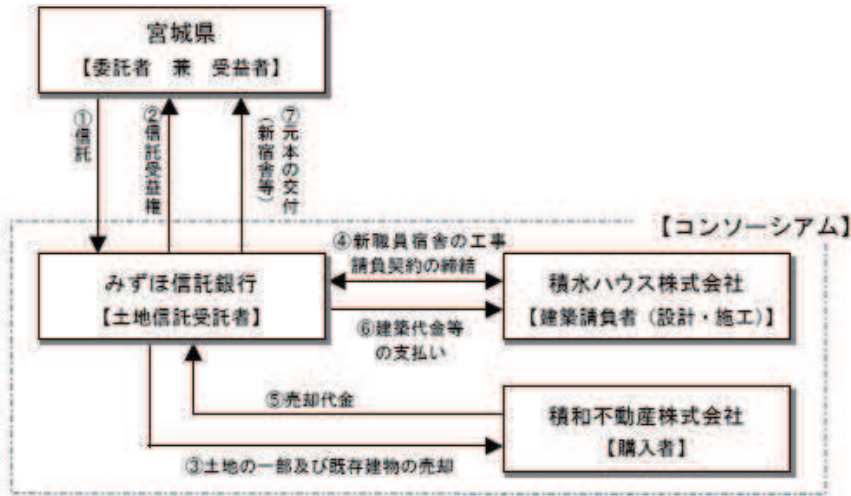 宮城県
【委託者 兼 受益者】
①信託
②信託受益権
⑦元本の交付
(新宿舎等)
【コンソーシアム】
みずほ信託銀行
【土地信託受託者】
④新職員宿舎の工事
請負契約の締結
積水ハウス株式会社
【建築請負者(設計・施工)】
⑥建築代金等
の支払い
⑤売却代金
積和不動産株式会社
【購入者】
③土地の一部及び既存建物の売却